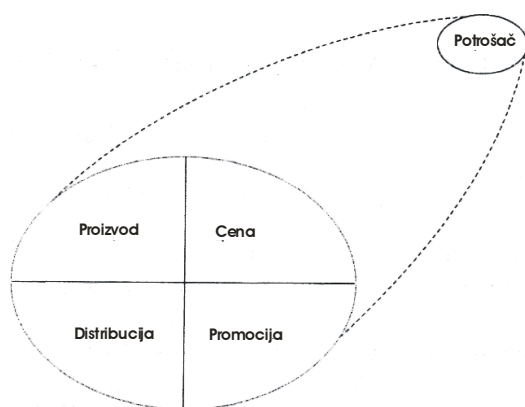 Potrošač
Proizvod
Cena
Distribucija
Promocija